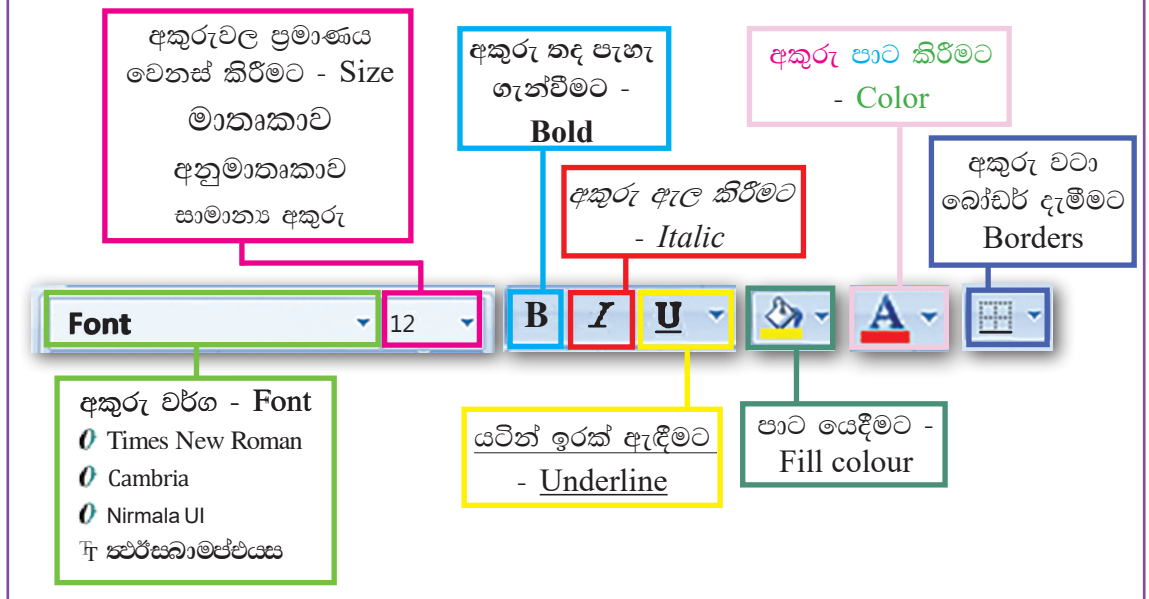 අකුරුවල ප්‍රමාණය
වෙනස් කිරීමට - Size
මාතෘකාව
අනුමාතෘකාව
සාමාන්‍ය අකුරු
අකුරු තද පැහැ
ගැන්වීමට -
Bold
අකුරු ඇල කිරීමට
- Italic
අකුරු පාට කිරීමට
- Color
අකුරු වටා
බෝඩර් දැමීමට
Borders
Font 12 B I U A
අකුරු වර්ග - Font
Times New Roman
Cambria
Nirmala UI
යටින් ඉරක් ඇඳීමට
- Underline
පාට යෙදීමට -
Fill colour